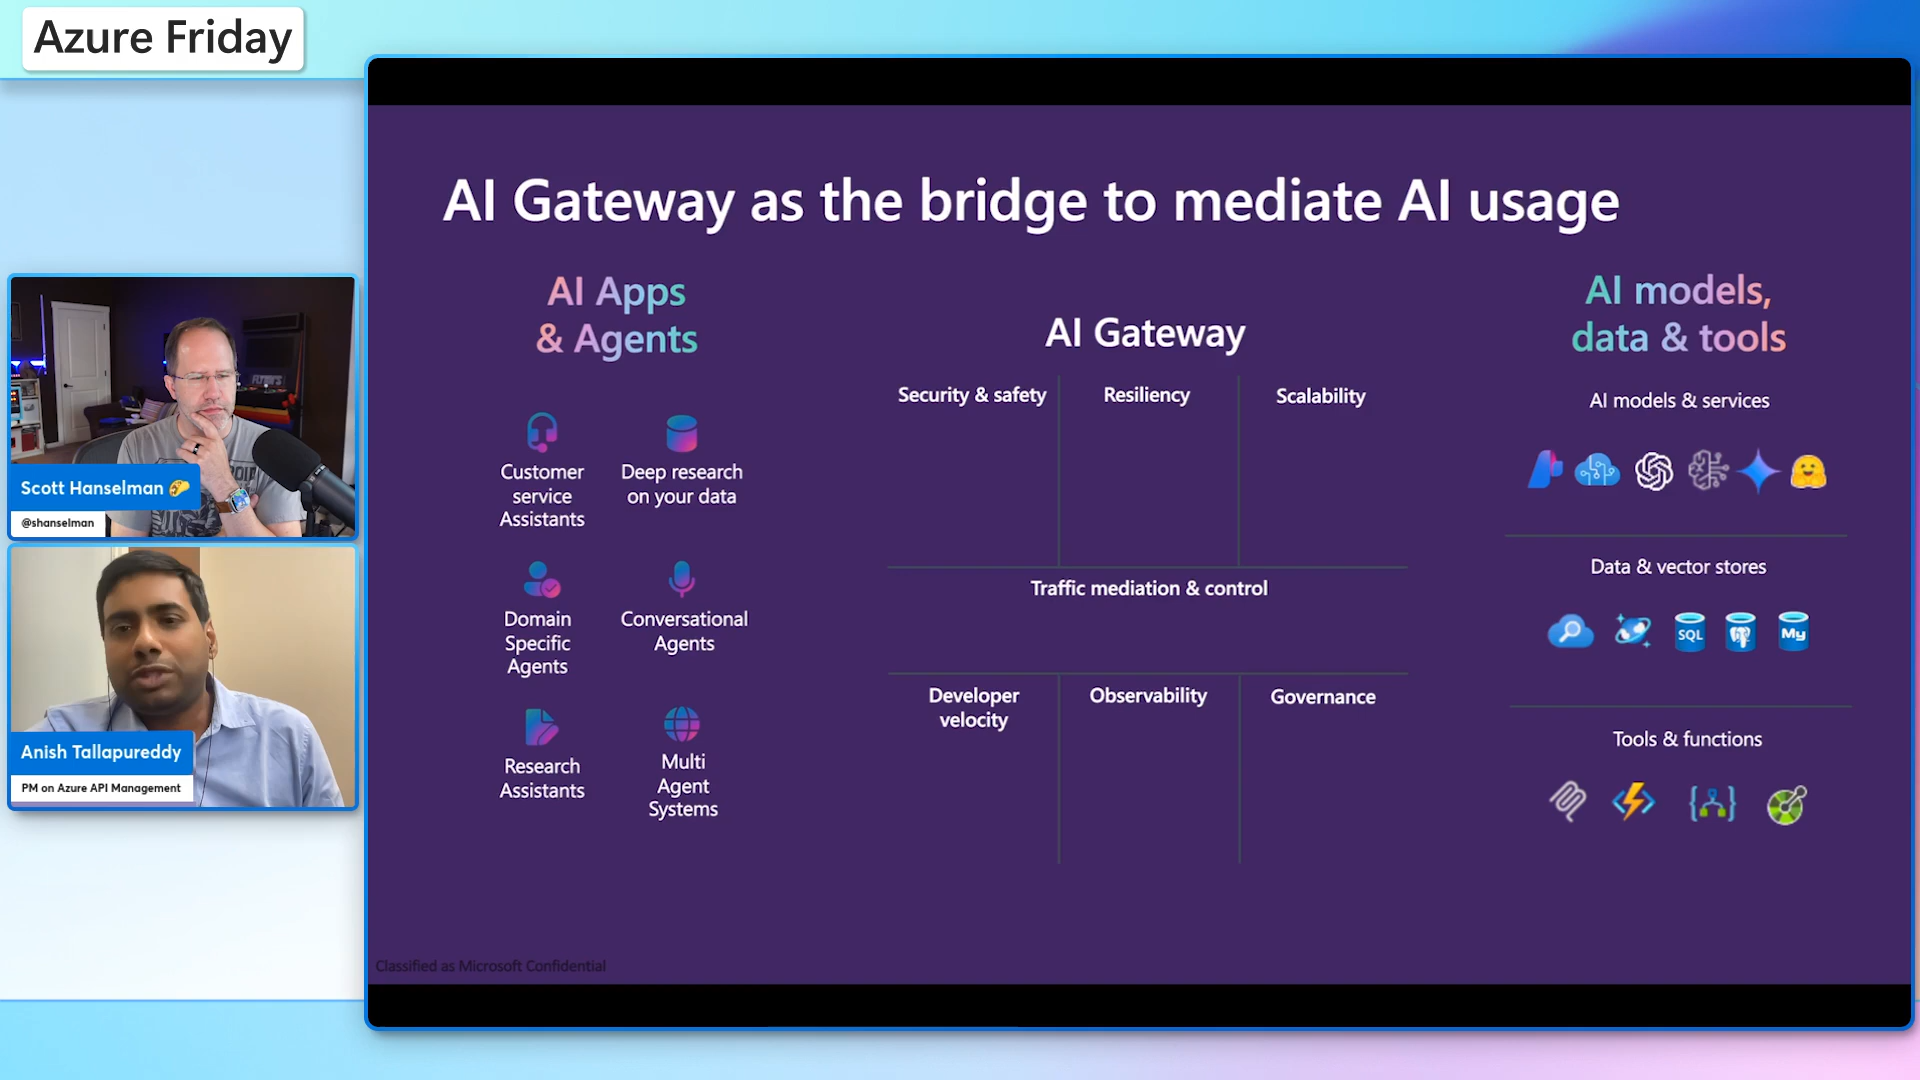 Azure Friday
AI Gateway as the bridge to mediate AI usage
AI Apps
& Agents
Customer
service
Assistants
Deep research
on your data
Domain
Specific
Agents
Conversational
Agents
Research
Assistants
Multi
Agent
Systems
AI Gateway
Security & safety
Resiliency
Scalability
Traffic mediation & control
Developer
velocity
Observability
Governance
AI models,
data & tools
AI models & services
Data & vector stores
SQL
My
Tools & functions
Classified as Microsoft Confidential
Scott Hanselman 🌮
@shanselman
Anish Tallapureddy
PM on Azure API Management